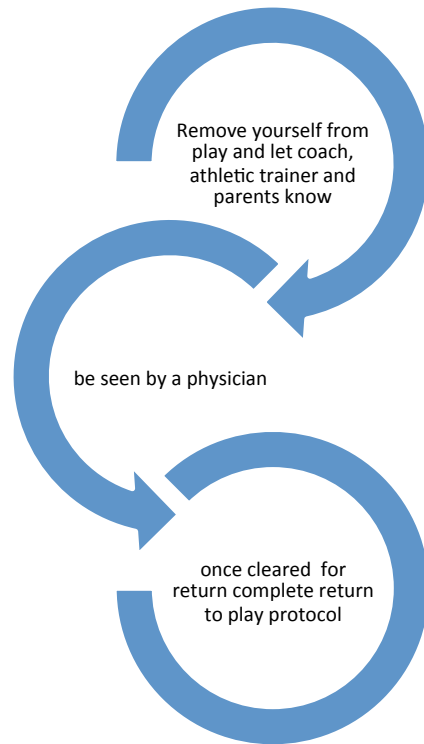 Remove yourself from
play and let coach,
athletic trainer and
parents know
be seen by a physician
once cleared for
return complete return
to play protocol